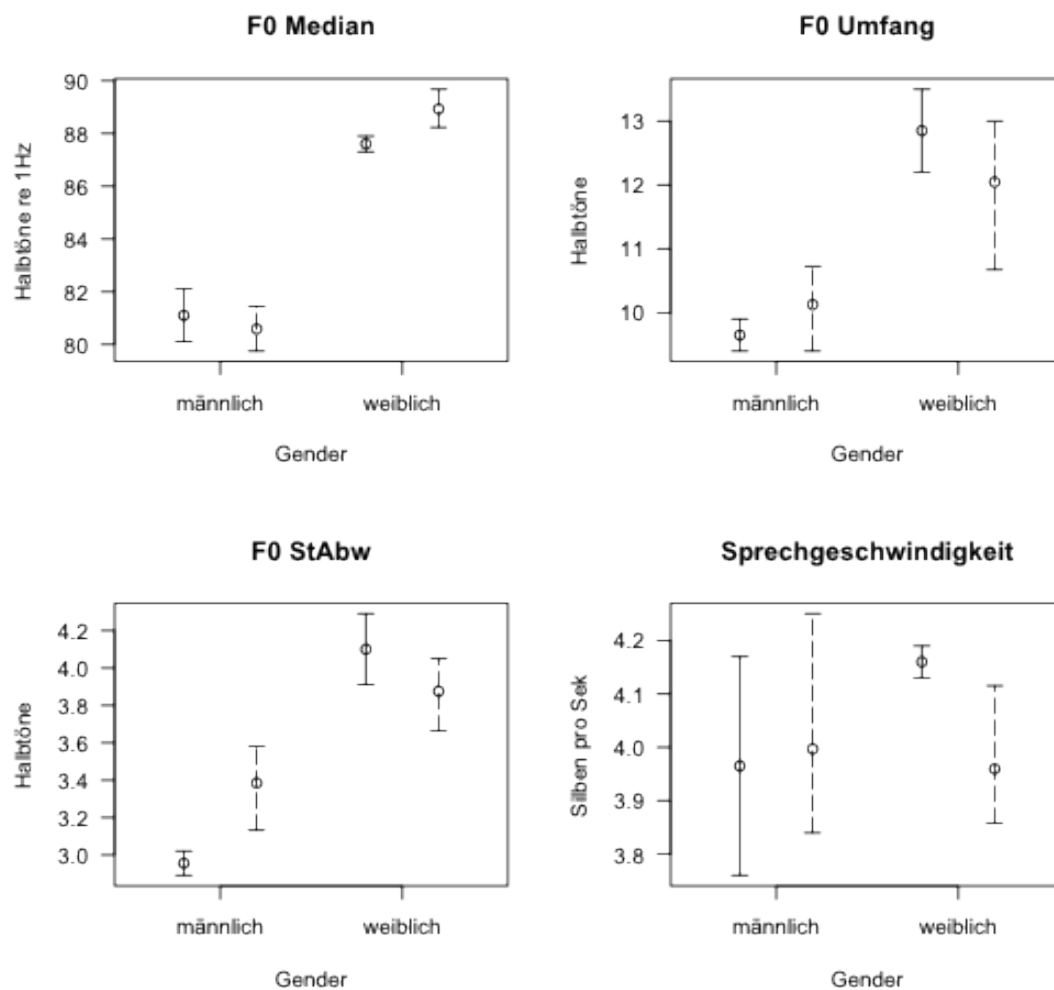 F0 Median
Halbtöne re 1Hz
90
88
86
84
82
80
männlich weiblich
Gender
F0 Umfang
Halbtöne
13
12
11
10
männlich weiblich
Gender
F0 StAbw
Halbtöne
4.2
4.0
3.8
3.6
3.4
3.2
3.0
männlich weiblich
Gender
Sprechgeschwindigkeit
Silben pro Sek
4.2
4.1
4.0
3.9
3.8
männlich weiblich
Gender